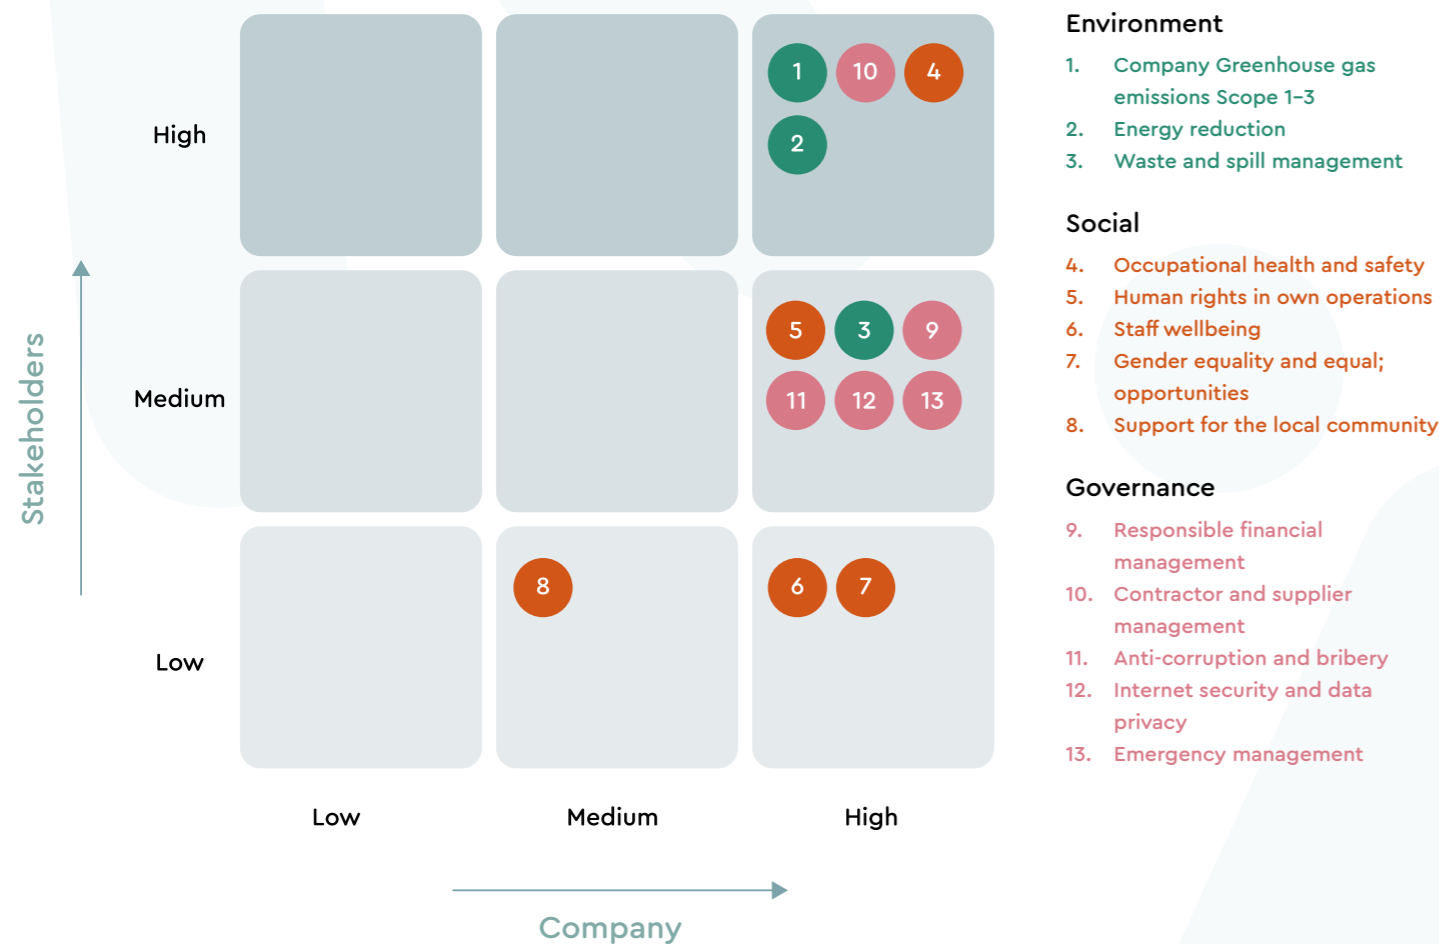 Stakeholders
High
1 10 4
2
Medium
5 3 9
11 12 13
Low
8 6 7
Low Medium High
Company
Environment
1. Company Greenhouse gas
emissions Scope 1–3
2. Energy reduction
3. Waste and spill management
Social
4. Occupational health and safety
5. Human rights in own operations
6. Staff wellbeing
7. Gender equality and equal;
opportunities
8. Support for the local community
Governance
9. Responsible financial
management
10. Contractor and supplier
management
11. Anti-corruption and bribery
12. Internet security and data
privacy
13. Emergency management